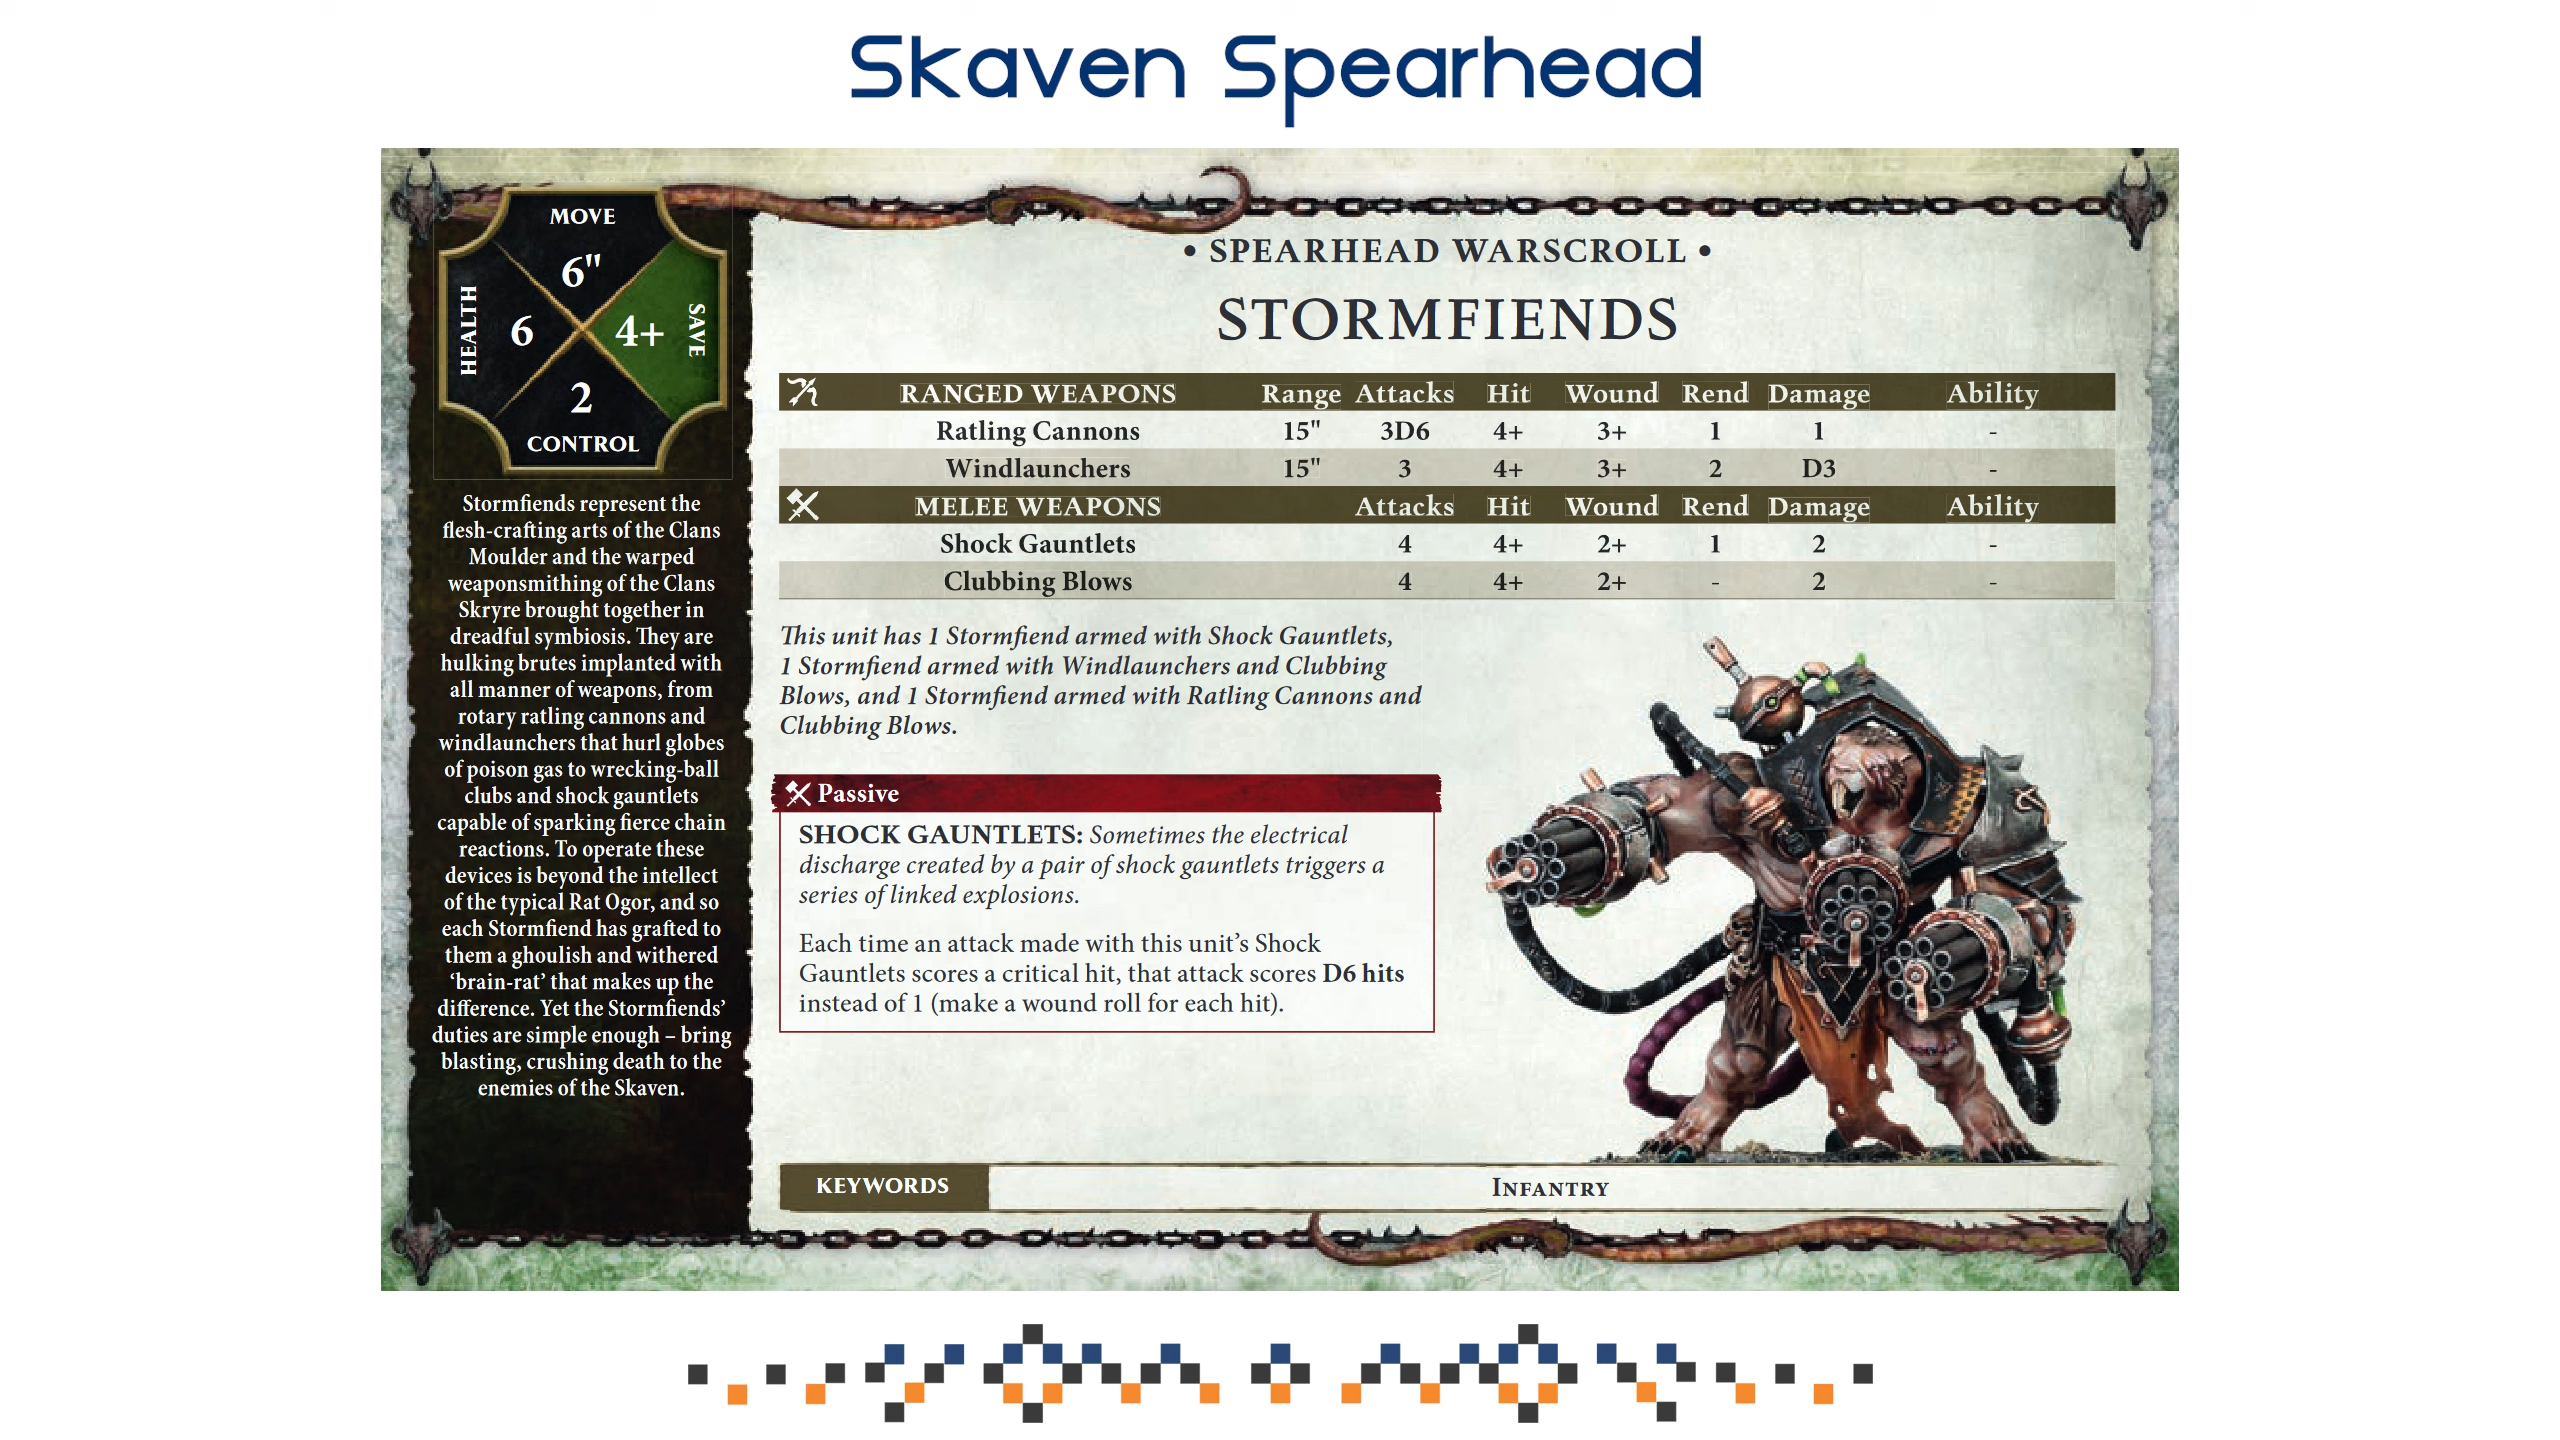 Skaven Spearhead
MOVE
6"
HEALTH
6
4+
SAVE
2
CONTROL
Stormfiends represent the
flesh-crafting arts of the Clans
Moulder and the warped
weaponsmithing of the Clans
Skryre brought together in
dreadful symbiosis. They are
hulking brutes implanted with
all manner of weapons, from
rotary ratling cannons and
windlaunchers that hurl globes
of poison gas to wrecking-ball
clubs and shock gauntlets
capable of sparking fierce chain
reactions. To operate these
devices is beyond the intellect
of the typical Rat Ogor, and so
each Stormfiend has grafted to
them a ghoulish and withered
‘brain-rat’ that makes up the
difference. Yet the Stormfiends’
duties are simple enough – bring
blasting, crushing death to the
enemies of the Skaven.
• SPEARHEAD WARSCROLL •
STORMFIENDS
RANGED WEAPONS Range Attacks Hit Wound Rend Damage Ability
Ratling Cannons 15" 3D6 4+ 3+ 1 1 -
Windlaunchers 15" 3 4+ 3+ 2 D3 -
MELEE WEAPONS Attacks Hit Wound Rend Damage Ability
Shock Gauntlets 4 4+ 2+ 1 2 -
Clubbing Blows 4 4+ 2+ - 2 -
This unit has 1 Stormfiend armed with Shock Gauntlets,
1 Stormfiend armed with Windlaunchers and Clubbing
Blows, and 1 Stormfiend armed with Ratling Cannons and
Clubbing Blows.
Passive
SHOCK GAUNTLETS: Sometimes the electrical
discharge created by a pair of shock gauntlets triggers a
series of linked explosions.
Each time an attack made with this unit’s Shock
Gauntlets scores a critical hit, that attack scores D6 hits
instead of 1 (make a wound roll for each hit).
KEYWORDS
INFANTRY